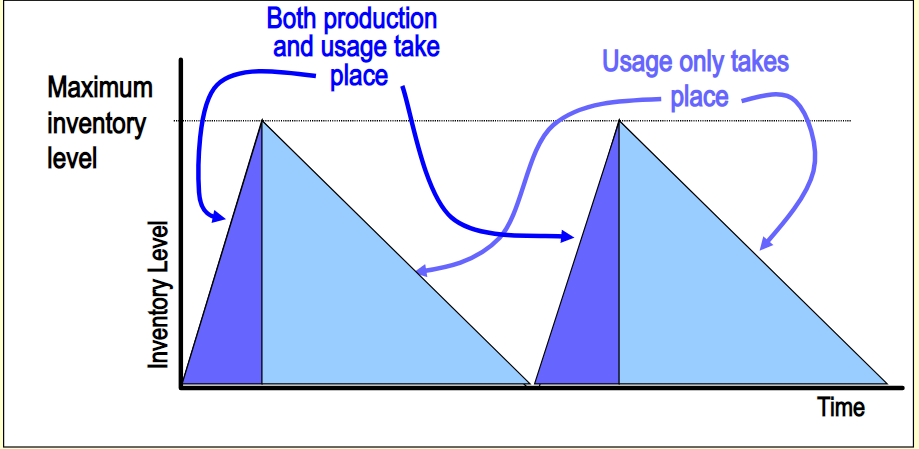 Both production
and usage take
place
Usage only takes
place
Maximum
inventory
level
Inventory Level
Time